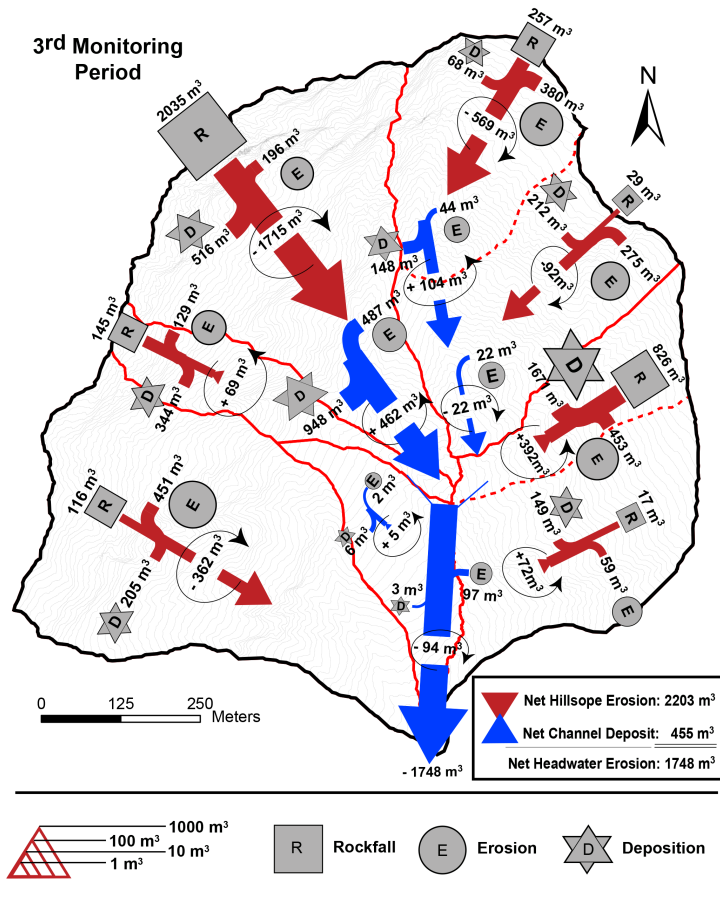 3rd Monitoring
Period
N
257 m³
R
D
68 m³
380 m³
E
- 569 m³
2035 m³
R
196 m³
E
D
516 m³
- 1715 m³
29 m³
R
D
212 m³
275 m³
E
-92m³
44 m³
E
D
148 m³
+ 104 m³
145 m³
R
129 m³
E
D
344 m³
+ 69 m³
487 m³
E
D
948 m³
+ 462 m³
22 m³
E
- 22 m³
826 m³
R
D
167 m³
453 m³
E
+392m³
116 m³
R
451 m³
E
D
205 m³
- 362 m³
E
2 m³
D
6 m³
+ 5 m³
17 m³
R
D
149 m³
59 m³
E
+72m³
3 m³
D
E
97 m³
- 94 m³
- 1748 m³
0 125 250
Meters
Net Hillsope Erosion: 2203 m³
Net Channel Deposit: 455 m³
Net Headwater Erosion: 1748 m³
1000 m³
100 m³
10 m³
1 m³
R Rockfall
E Erosion
D Deposition